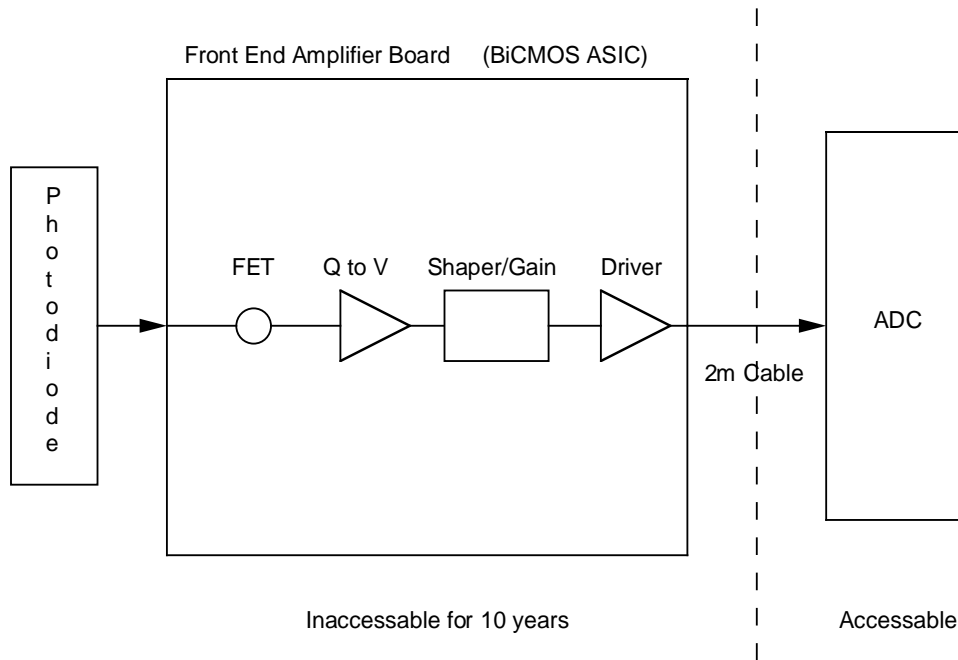 Front End Amplifier Board (BiCMOS ASIC)
Photodiode
FET
Q to V
Shaper/Gain
Driver
ADC
2m Cable
Inaccessable for 10 years
Accessable